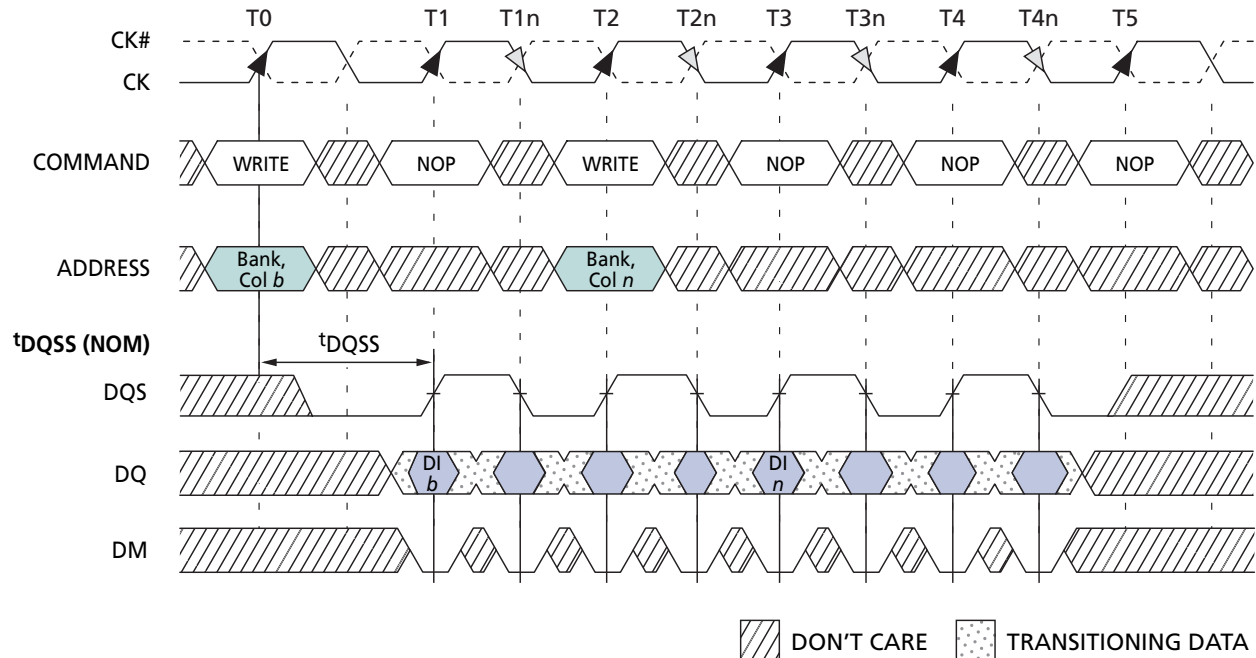 T0 T1 T1n T2 T2n T3 T3n T4 T4n T5
CK#
CK
COMMAND WRITE NOP WRITE NOP NOP NOP
ADDRESS Bank, Col b Bank, Col n
tDQSS (NOM) tDQSS
DQS
DQ DI b DI n
DM
DON'T CARE TRANSITIONING DATA